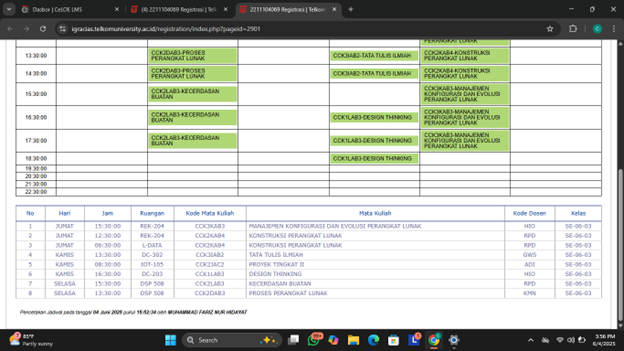 Dasbor | CeLOE LMS
(4) 2211104069 Registrasi | Telk
2211104069 Registrasi | Telkom
igracias.telkomuniversity.ac.id/registration/index.php?pageid=2901
PERANGKAT LUNAK
13:30:00 CCK2DAB3-PROSES PERANGKAT LUNAK CCK3IAB2-TATA TULIS ILMIAH CCK2KAB4-KONSTRUKSI PERANGKAT LUNAK
14:30:00 CCK2DAB3-PROSES PERANGKAT LUNAK CCK3IAB2-TATA TULIS ILMIAH CCK2KAB4-KONSTRUKSI PERANGKAT LUNAK
15:30:00 CCK2LAB3-KECERDASAN BUATAN CCK3KAB3-MANAJEMEN KONFIGURASI DAN EVOLUSI PERANGKAT LUNAK
16:30:00 CCK2LAB3-KECERDASAN BUATAN CCK1LAB3-DESIGN THINKING CCK3KAB3-MANAJEMEN KONFIGURASI DAN EVOLUSI PERANGKAT LUNAK
17:30:00 CCK2LAB3-KECERDASAN BUATAN CCK1LAB3-DESIGN THINKING CCK3KAB3-MANAJEMEN KONFIGURASI DAN EVOLUSI PERANGKAT LUNAK
18:30:00 CCK1LAB3-DESIGN THINKING
19:30:00
20:30:00
21:30:00
22:30:00
No Hari Jam Ruangan Kode Mata Kuliah Mata Kuliah Kode Dosen Kelas
1 JUMAT 15:30:00 REK-204 CCK3KAB3 MANAJEMEN KONFIGURASI DAN EVOLUSI PERANGKAT LUNAK HIO SE-06-03
2 JUMAT 12:30:00 REK-204 CCK2KAB4 KONSTRUKSI PERANGKAT LUNAK RPD SE-06-03
3 JUMAT 06:30:00 L-DATA CCK2KAB4 KONSTRUKSI PERANGKAT LUNAK RPD SE-06-03
4 KAMIS 13:30:00 DC-302 CCK3IAB2 TATA TULIS ILMIAH GWS SE-06-03
5 KAMIS 08:30:00 IOT-105 CCK2JAC2 PROYEK TINGKAT II ADI SE-06-03
6 KAMIS 16:30:00 DC-203 CCK1LAB3 DESIGN THINKING HIO SE-06-03
7 SELASA 15:30:00 DSP 508 CCK2LAB3 KECERDASAN BUATAN RPD SE-06-03
8 SELASA 13:30:00 DSP 508 CCK2DAB3 PROSES PERANGKAT LUNAK KMN SE-06-03
Pencetakan Jadwal pada tanggal 04 Juni 2025 pukul 15:52:34 oleh MUHAMMAD FARIZ NUR HIDAYAT
85°F
Partly sunny
Search
99+
3:56 PM
6/4/2025